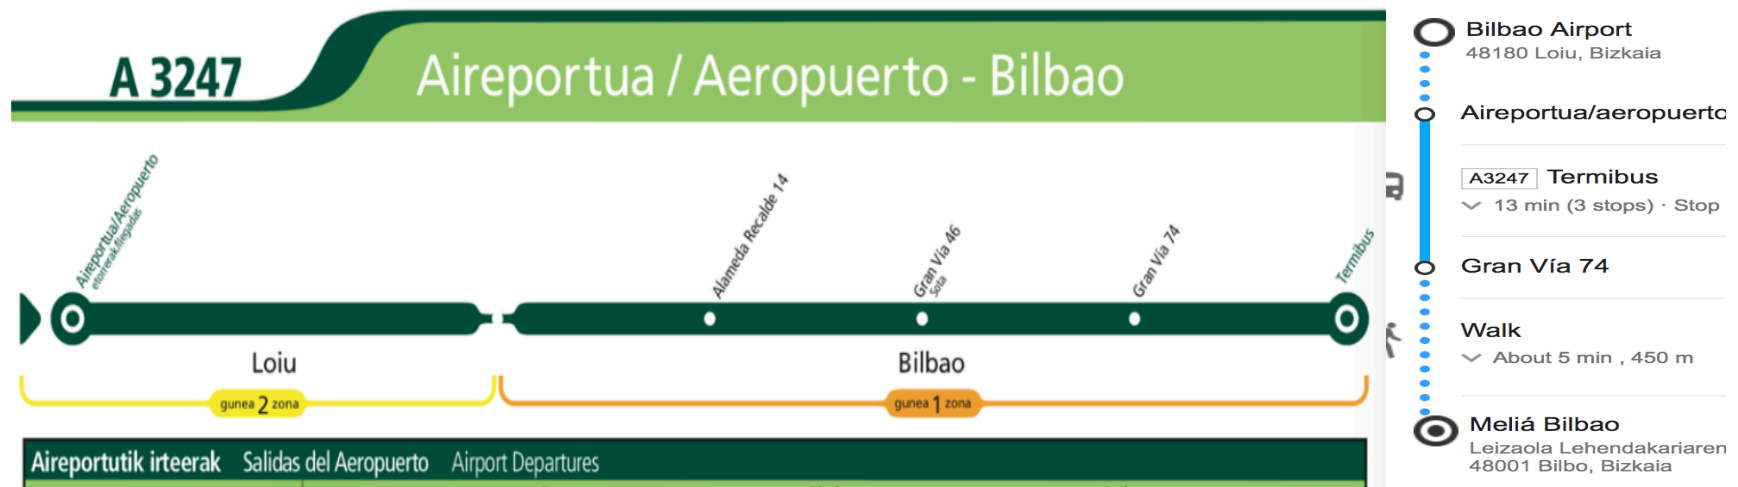 A 3247
Aireportua / Aeropuerto - Bilbao
Aireportua/Aeropuerto
etorrerak/llegadas
Alameda Recalde 14
Gran Vía 46
Sota
Gran Vía 74
Termibus
Loiu
Bilbao
gunea 2 zona
gunea 1 zona
Aireportutik irteerak Salidas del Aeropuerto Airport Departures
Bilbao Airport
48180 Loiu, Bizkaia
Aireportua/aeropuerto
A3247 Termibus
13 min (3 stops) · Stop
Gran Vía 74
Walk
About 5 min , 450 m
Meliá Bilbao
Leizaola Lehendakariaren
48001 Bilbo, Bizkaia